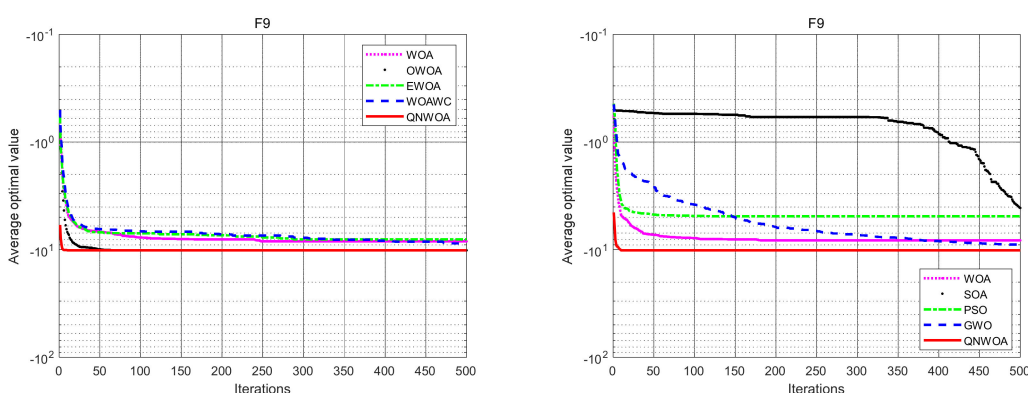 F9
-10^-1
-10^0
-10^1
-10^2
Average optimal value
WOA
OWOA
EWOA
WOAWC
QNWOA
0 50 100 150 200 250 300 350 400 450 500
Iterations
F9
-10^-1
-10^0
-10^1
-10^2
Average optimal value
WOA
SOA
PSO
GWO
QNWOA
0 50 100 150 200 250 300 350 400 450 500
Iterations